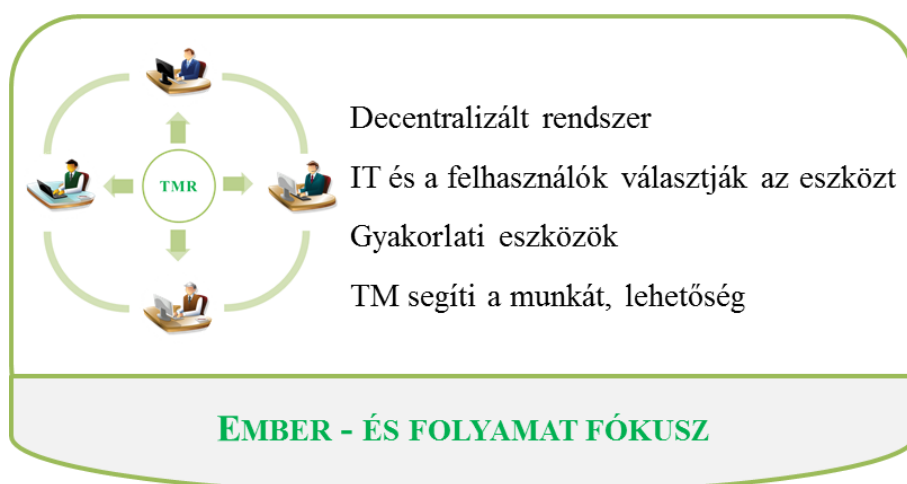 TMR
Decentralizált rendszer
IT és a felhasználók választják az eszközt
Gyakorlati eszközök
TM segíti a munkát, lehetőség
EMBER - ÉS FOLYAMAT FÓKUSZ